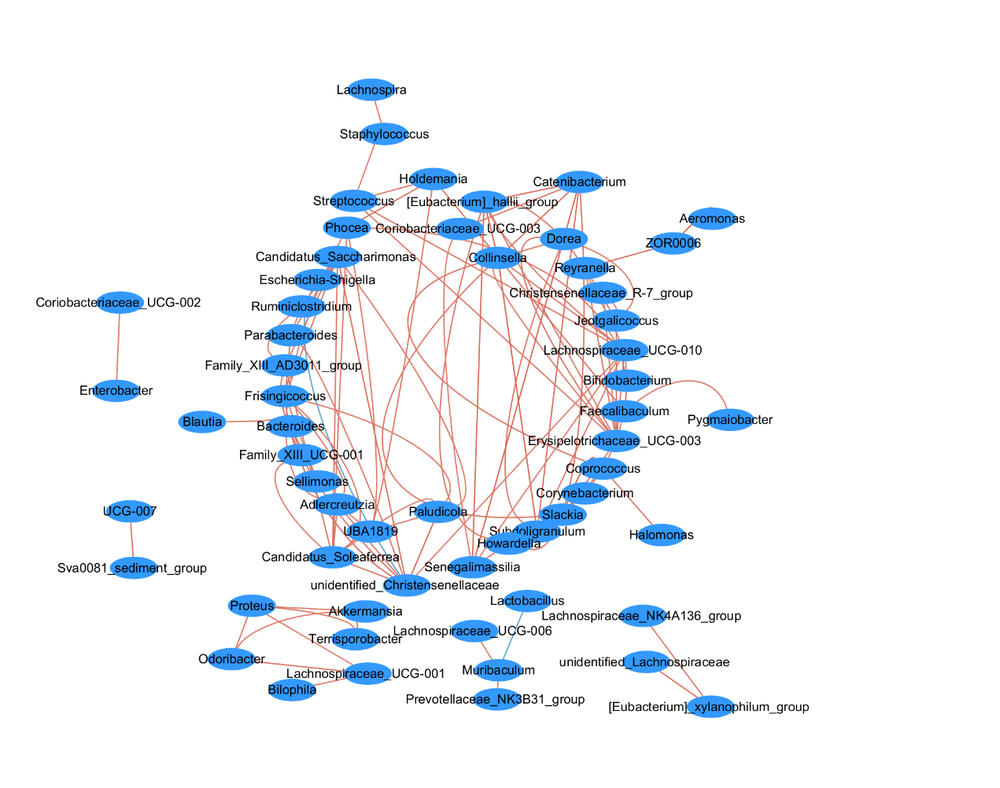 Lachnospira
Staphylococcus
Holdemania
Catenibacterium
Streptococcus
[Eubacterium]_hallii_group
Aeromonas
Phocea
Coriobacteriaceae_UCG-003
Dorea
ZOR0006
Candidatus_Saccharimonas
Collinsella
Reyranella
Escherichia-Shigella
Christensenellaceae_R-7_group
Coriobacteriaceae_UCG-002
Ruminiclostridium
Jeotgalicoccus
Parabacteroides
Lachnospiraceae_UCG-010
Family_XIII_AD3011_group
Bifidobacterium
Enterobacter
Frisingicoccus
Faecalibaculum
Blautia
Bacteroides
Pygmaiobacter
Erysipelotrichaceae_UCG-003
Family_XIII_UCG-001
Coprococcus
Sellimonas
Corynebacterium
UCG-007
Adlercreutzia
Paludicola
Slackia
UBA1819
Subdoligranulum
Halomonas
Howardella
Candidatus_Soleaferrea
Sva0081_sediment_group
Senegalimassilia
unidentified_Christensenellaceae
Lactobacillus
Proteus
Akkermansia
Lachnospiraceae_NK4A136_group
Lachnospiraceae_UCG-006
Terrisporobacter
Odoribacter
unidentified_Lachnospiraceae
Muribaculum
Lachnospiraceae_UCG-001
Bilophila
Prevotellaceae_NK3B31_group
[Eubacterium]_xylanophilum_group